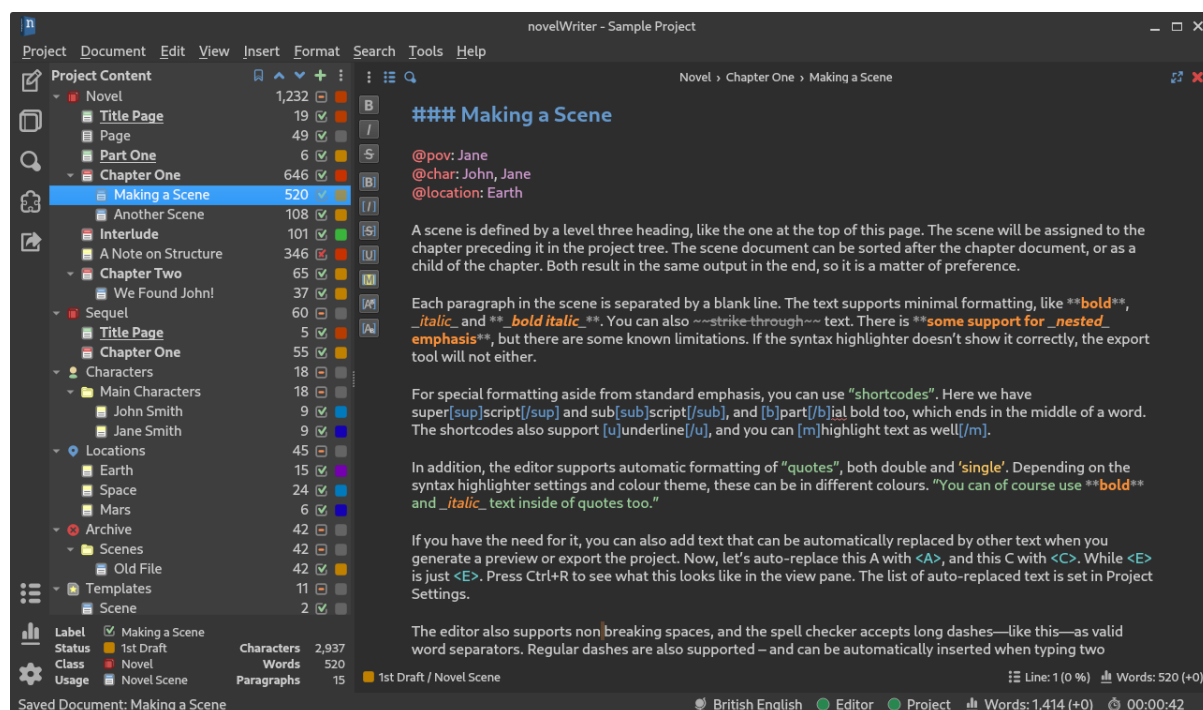 novelWriter - Sample Project
Project Document Edit View Insert Format Search Tools Help
Project Content
Novel 1,232
Title Page 19
Page 49
Part One 6
Chapter One 646
Making a Scene 520
Another Scene 108
Interlude 101
A Note on Structure 346
Chapter Two 65
We Found John! 37
Sequel 60
Title Page 5
Chapter One 55
Characters 18
Main Characters 18
John Smith 9
Jane Smith 9
Locations 45
Earth 15
Space 24
Mars 6
Archive 42
Scenes 42
Old File 42
Templates 11
Scene 2
Label Making a Scene
Status 1st Draft Characters 2,937
Class Novel Words 520
Usage Novel Scene Paragraphs 15
Novel › Chapter One › Making a Scene
B
I
S
[B]
[I]
[S]
[U]
[M]
### Making a Scene
@pov: Jane
@char: John, Jane
@location: Earth
A scene is defined by a level three heading, like the one at the top of this page. The scene will be assigned to the
chapter preceding it in the project tree. The scene document can be sorted after the chapter document, or as a
child of the chapter. Both result in the same output in the end, so it is a matter of preference.
Each paragraph in the scene is separated by a blank line. The text supports minimal formatting, like **bold**,
_italic_ and **_bold italic_**. You can also ~~strike through~~ text. There is **some support for _nested_
emphasis**, but there are some known limitations. If the syntax highlighter doesn’t show it correctly, the export
tool will not either.
For special formatting aside from standard emphasis, you can use “shortcodes”. Here we have
super[sup]script[/sup] and sub[sub]script[/sub], and [b]part[/b]ial bold too, which ends in the middle of a word.
The shortcodes also support [u]underline[/u], and you can [m]highlight text as well[/m].
In addition, the editor supports automatic formatting of “quotes”, both double and ‘single’. Depending on the
syntax highlighter settings and colour theme, these can be in different colours. “You can of course use **bold**
and _italic_ text inside of quotes too.”
If you have the need for it, you can also add text that can be automatically replaced by other text when you
generate a preview or export the project. Now, let’s auto-replace this A with <A>, and this C with <C>. While <E>
is just <E>. Press Ctrl+R to see what this looks like in the view pane. The list of auto-replaced text is set in Project
Settings.
The editor also supports non breaking spaces, and the spell checker accepts long dashes—like this—as valid
word separators. Regular dashes are also supported – and can be automatically inserted when typing two
1st Draft / Novel Scene Line: 1 (0 %) Words: 520 (+0)
Saved Document: Making a Scene British English Editor Project Words: 1,414 (+0) 00:00:42